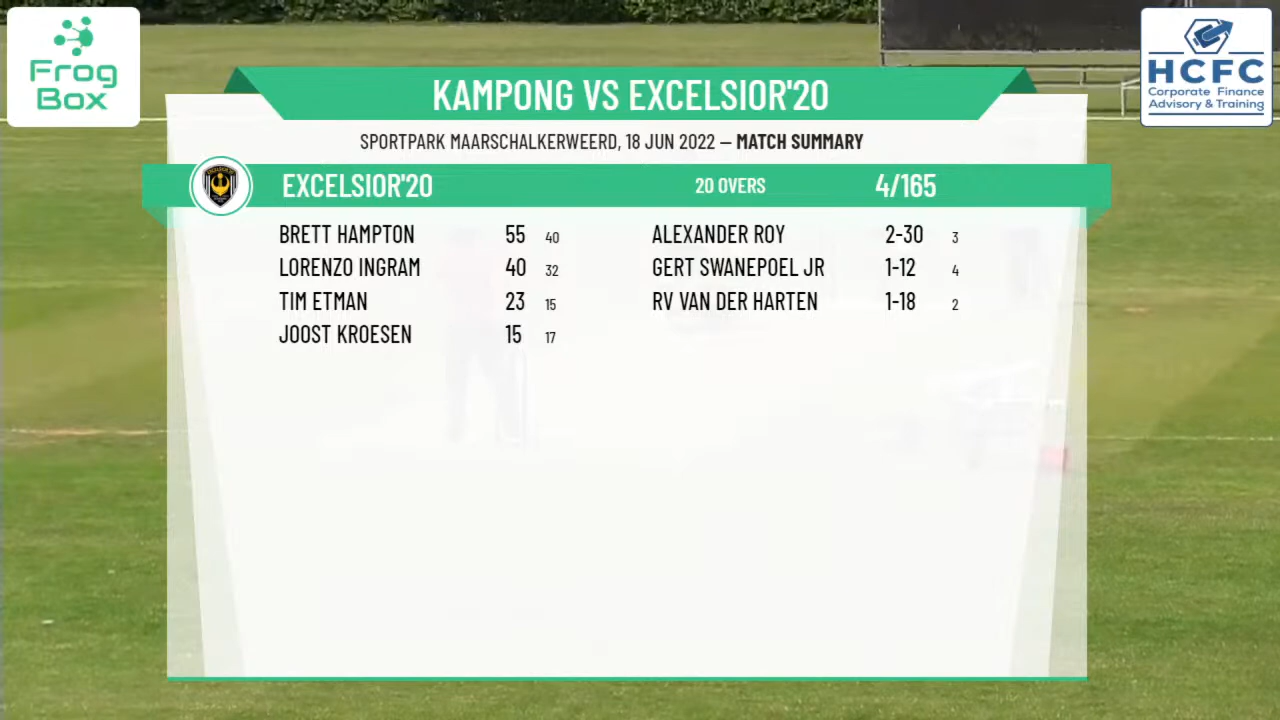 Frog
Box
HCFC
Corporate Finance
Advisory & Training
KAMPONG VS EXCELSIOR'20
SPORTPARK MAARSCHALKERWEERD, 18 JUN 2022 – MATCH SUMMARY
EXCELSIOR'20 20 OVERS 4/165
BRETT HAMPTON 55 40 ALEXANDER ROY 2-30 3
LORENZO INGRAM 40 32 GERT SWANEPOEL JR 1-12 4
TIM ETMAN 23 15 RV VAN DER HARTEN 1-18 2
JOOST KROESEN 15 17